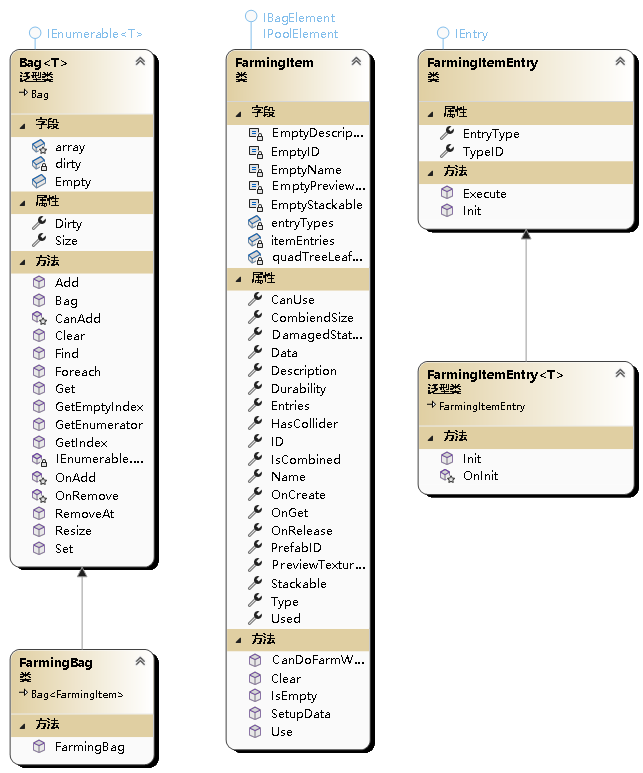 IEnumerable<T>
Bag<T>
泛型类
Bag
字段
array
dirty
Empty
属性
Dirty
Size
方法
Add
Bag
CanAdd
Clear
Find
Foreach
Get
GetEmptyIndex
GetEnumerator
GetIndex
IEnumerable....
OnAdd
OnRemove
RemoveAt
Resize
Set
FarmingBag
类
Bag<FarmingItem>
方法
FarmingBag
IBagElement
IPoolElement
FarmingItem
类
字段
EmptyDescrip...
EmptyID
EmptyName
EmptyPreview...
EmptyStackable
entryTypes
itemEntries
quadTreeLeaf...
属性
CanUse
CombiendSize
DamagedStat...
Data
Description
Durability
Entries
HasCollider
ID
IsCombined
Name
OnCreate
OnGet
OnRelease
PrefabID
PreviewTextur...
Stackable
Type
Used
方法
CanDoFarmW...
Clear
IsEmpty
SetupData
Use
IEntry
FarmingItemEntry
类
属性
EntryType
TypeID
方法
Execute
Init
FarmingItemEntry<T>
泛型类
FarmingItemEntry
方法
Init
OnInit